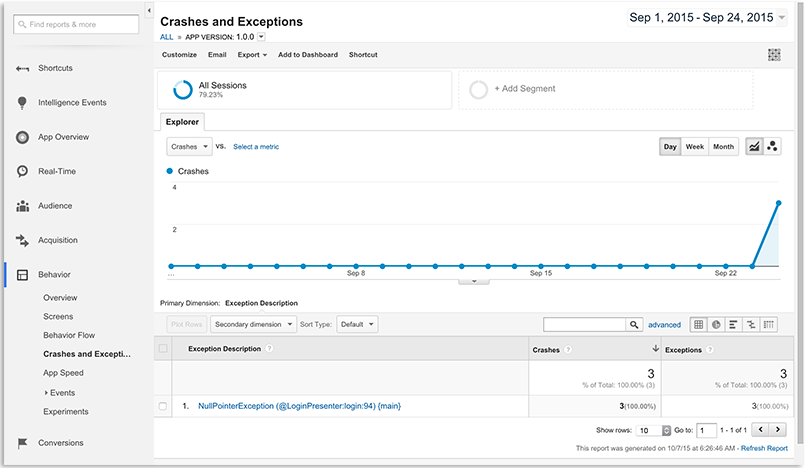 Find reports & more
Shortcuts
Intelligence Events
App Overview
Real-Time
Audience
Acquisition
Behavior
Overview
Screens
Behavior Flow
Crashes and Excepti...
App Speed
Events
Experiments
Conversions
Crashes and Exceptions
Sep 1, 2015 - Sep 24, 2015
ALL » APP VERSION: 1.0.0
Customize Email Export Add to Dashboard Shortcut
All Sessions
79.23%
+ Add Segment
Explorer
Crashes vs. Select a metric
Day Week Month
Crashes
4
2
... Sep 8 Sep 15 Sep 22
Primary Dimension: Exception Description
Plot Rows Secondary dimension Sort Type: Default advanced
Exception Description ? Crashes ? Exceptions ?
3 3
% of Total: 100.00% (3) % of Total: 100.00% (3)
1. NullPointerException (@LoginPresenter:login:94) {main} 3(100.00%) 3(100.00%)
Show rows: 10 Go to: 1 1 - 1 of 1
This report was generated on 10/7/15 at 6:26:46 AM - Refresh Report